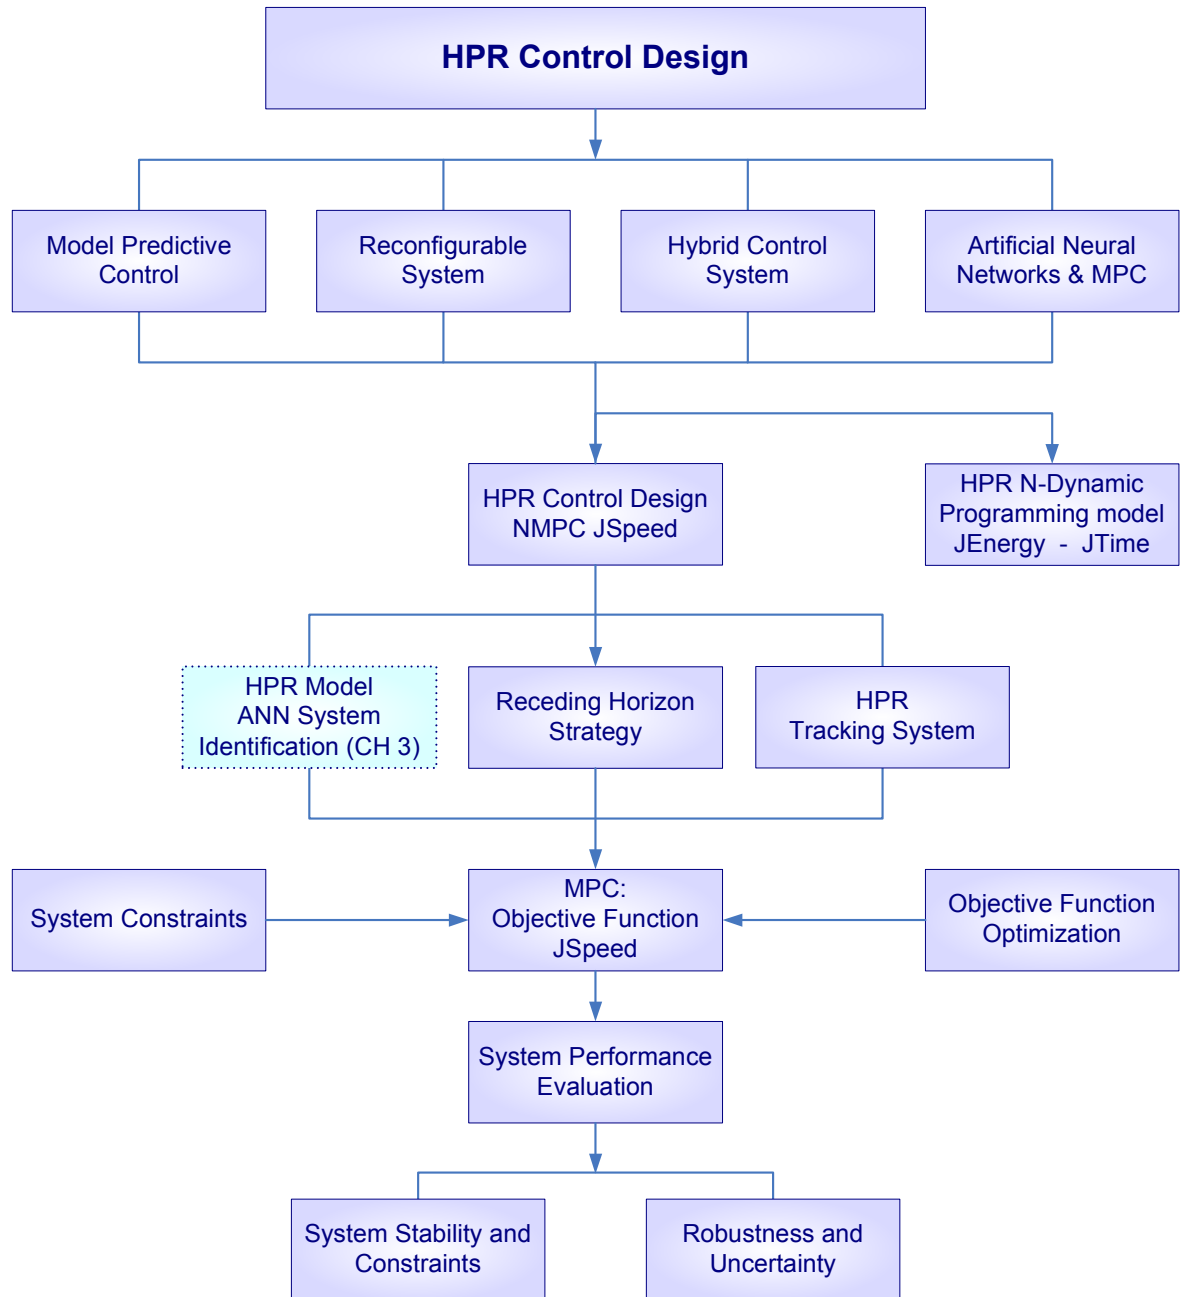 HPR Control Design
Model Predictive
Control
Reconfigurable
System
Hybrid Control
System
Artificial Neural
Networks & MPC
HPR Control Design
NMPC JSpeed
HPR N-Dynamic
Programming model
JEnergy - JTime
HPR Model
ANN System
Identification (CH 3)
Receding Horizon
Strategy
HPR
Tracking System
System Constraints
MPC:
Objective Function
JSpeed
Objective Function
Optimization
System Performance
Evaluation
System Stability and
Constraints
Robustness and
Uncertainty